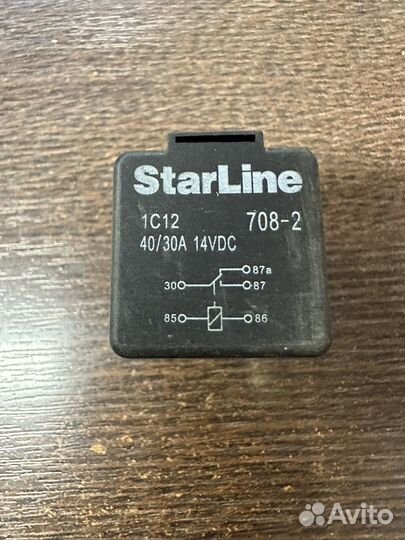 StarLine
1C12 708-2
40/30A 14VDC
87a
30 87
85 86
Avito